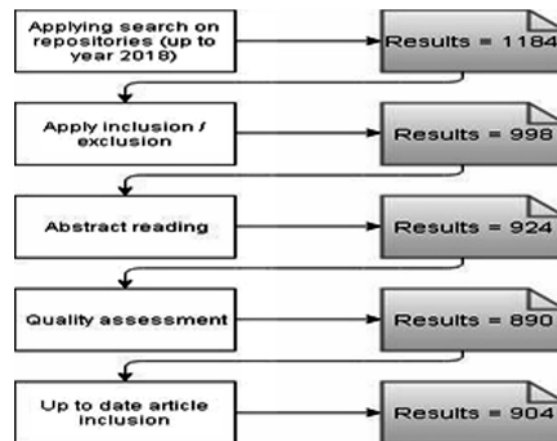 Applying search on
repositories (up to
year 2018)
Results = 1184
Apply inclusion /
exclusion
Results = 998
Abstract reading
Results = 924
Quality assessment
Results = 890
Up to date article
inclusion
Results = 904